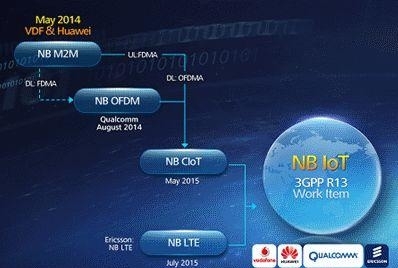 May 2014
VDF & Huawei
NB M2M
UL:FDMA
DL: FDMA
DL: OFDMA
NB OFDM
Qualcomm
August 2014
NB CIoT
May 2015
NB IoT
3GPP R13
Work Item
Ericsson:
NB LTE
NB LTE
July 2015
vodafone
HUAWEI
QUALCOMM
ERICSSON